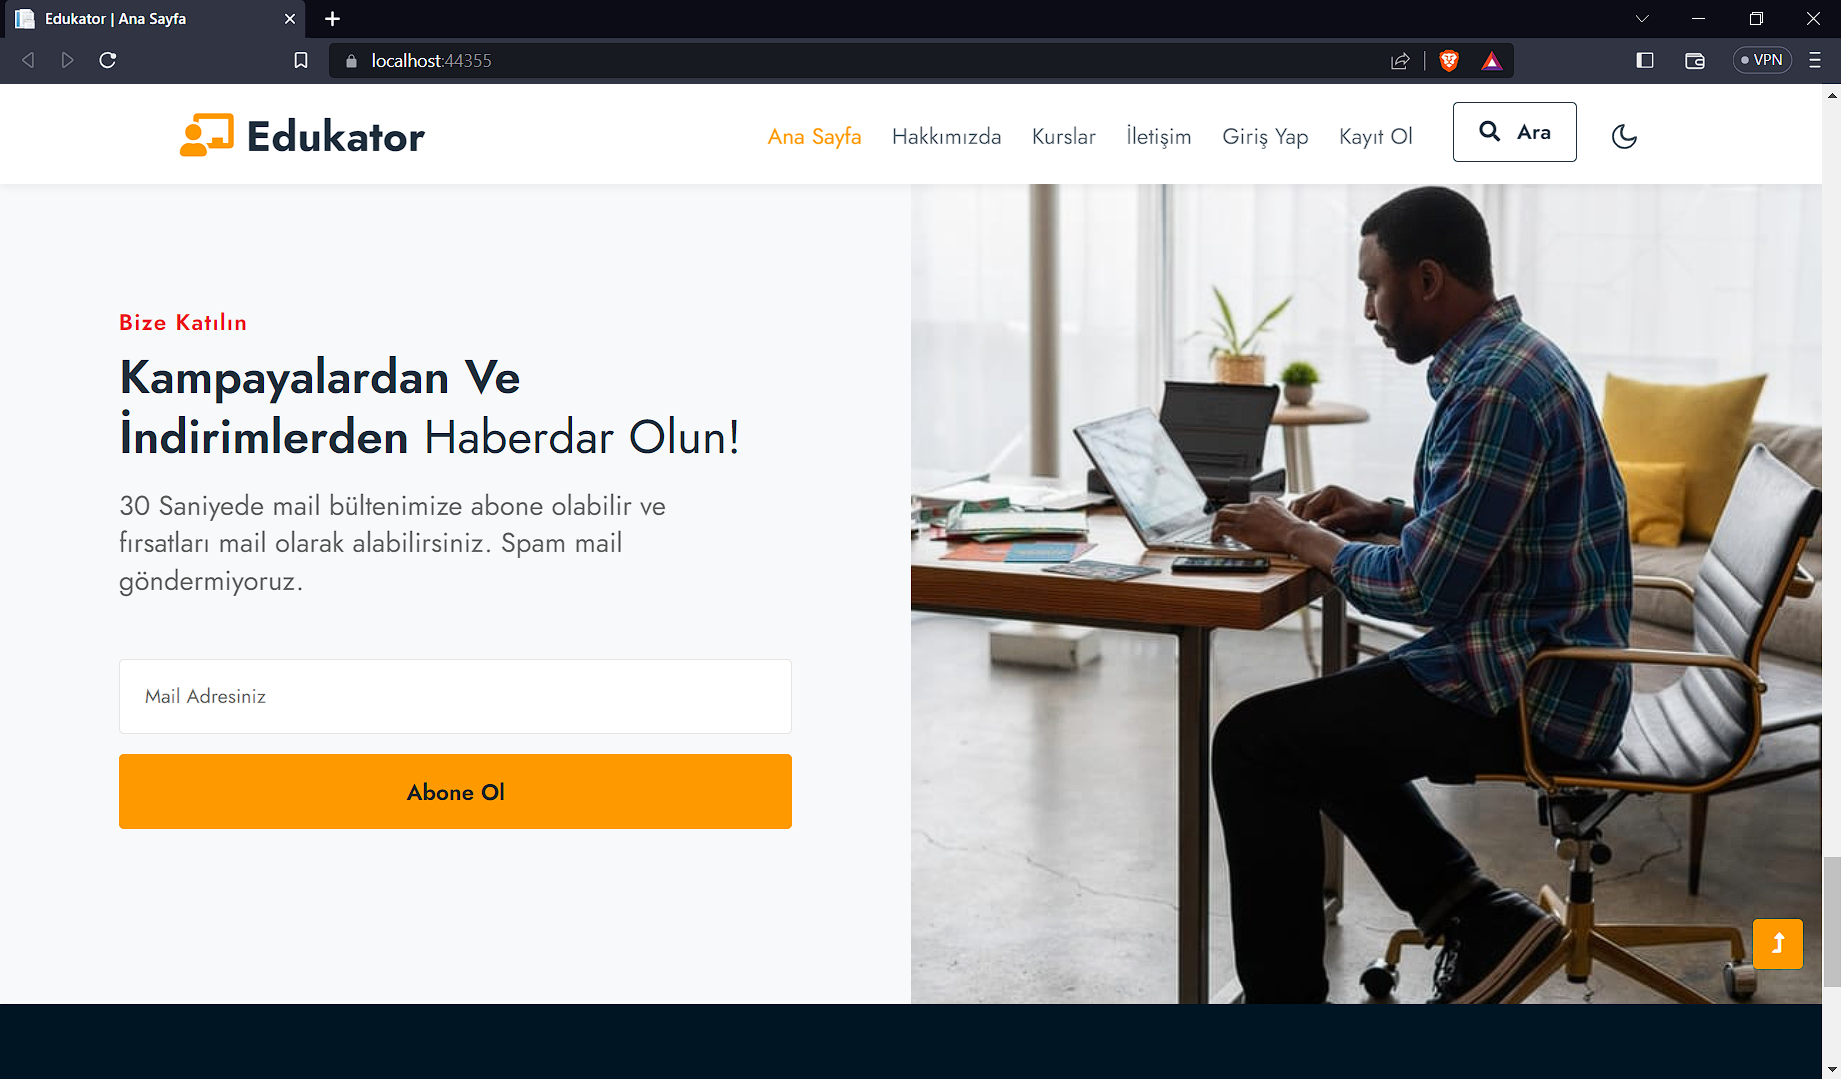 Edukator | Ana Sayfa
localhost:44355
VPN
Edukator
Ana Sayfa
Hakkımızda
Kurslar
İletişim
Giriş Yap
Kayıt Ol
Ara
Bize Katılın
Kampayalardan Ve
İndirimlerden Haberdar Olun!
30 Saniyede mail bültenimize abone olabilir ve
fırsatları mail olarak alabilirsiniz. Spam mail
göndermiyoruz.
Mail Adresiniz
Abone Ol